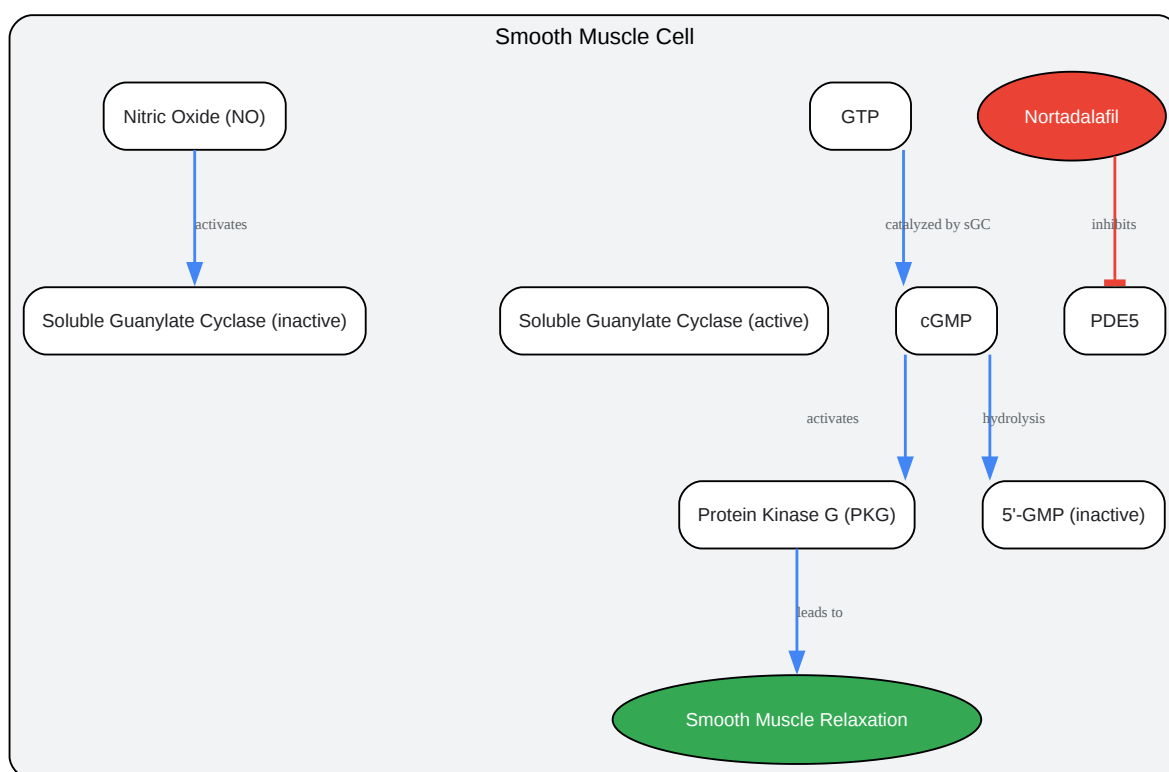 Smooth Muscle Cell
Nitric Oxide (NO)
GTP
Nortadalafil
activates
catalyzed by sGC
inhibits
Soluble Guanylate Cyclase (inactive)
Soluble Guanylate Cyclase (active)
cGMP
PDE5
activates
hydrolysis
Protein Kinase G (PKG)
5'-GMP (inactive)
leads to
Smooth Muscle Relaxation